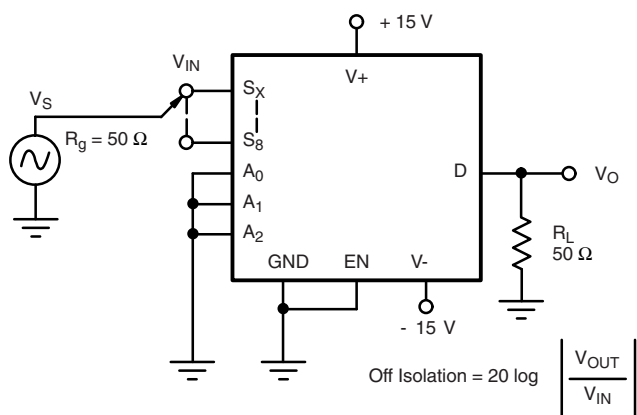 + 15 V
V_IN
V+
V_S
S_X
R_g = 50 Ω
S_8
A_0
D
V_O
A_1
A_2
R_L
50 Ω
GND
EN
V-
- 15 V
Off Isolation = 20 log | V_OUT / V_IN |